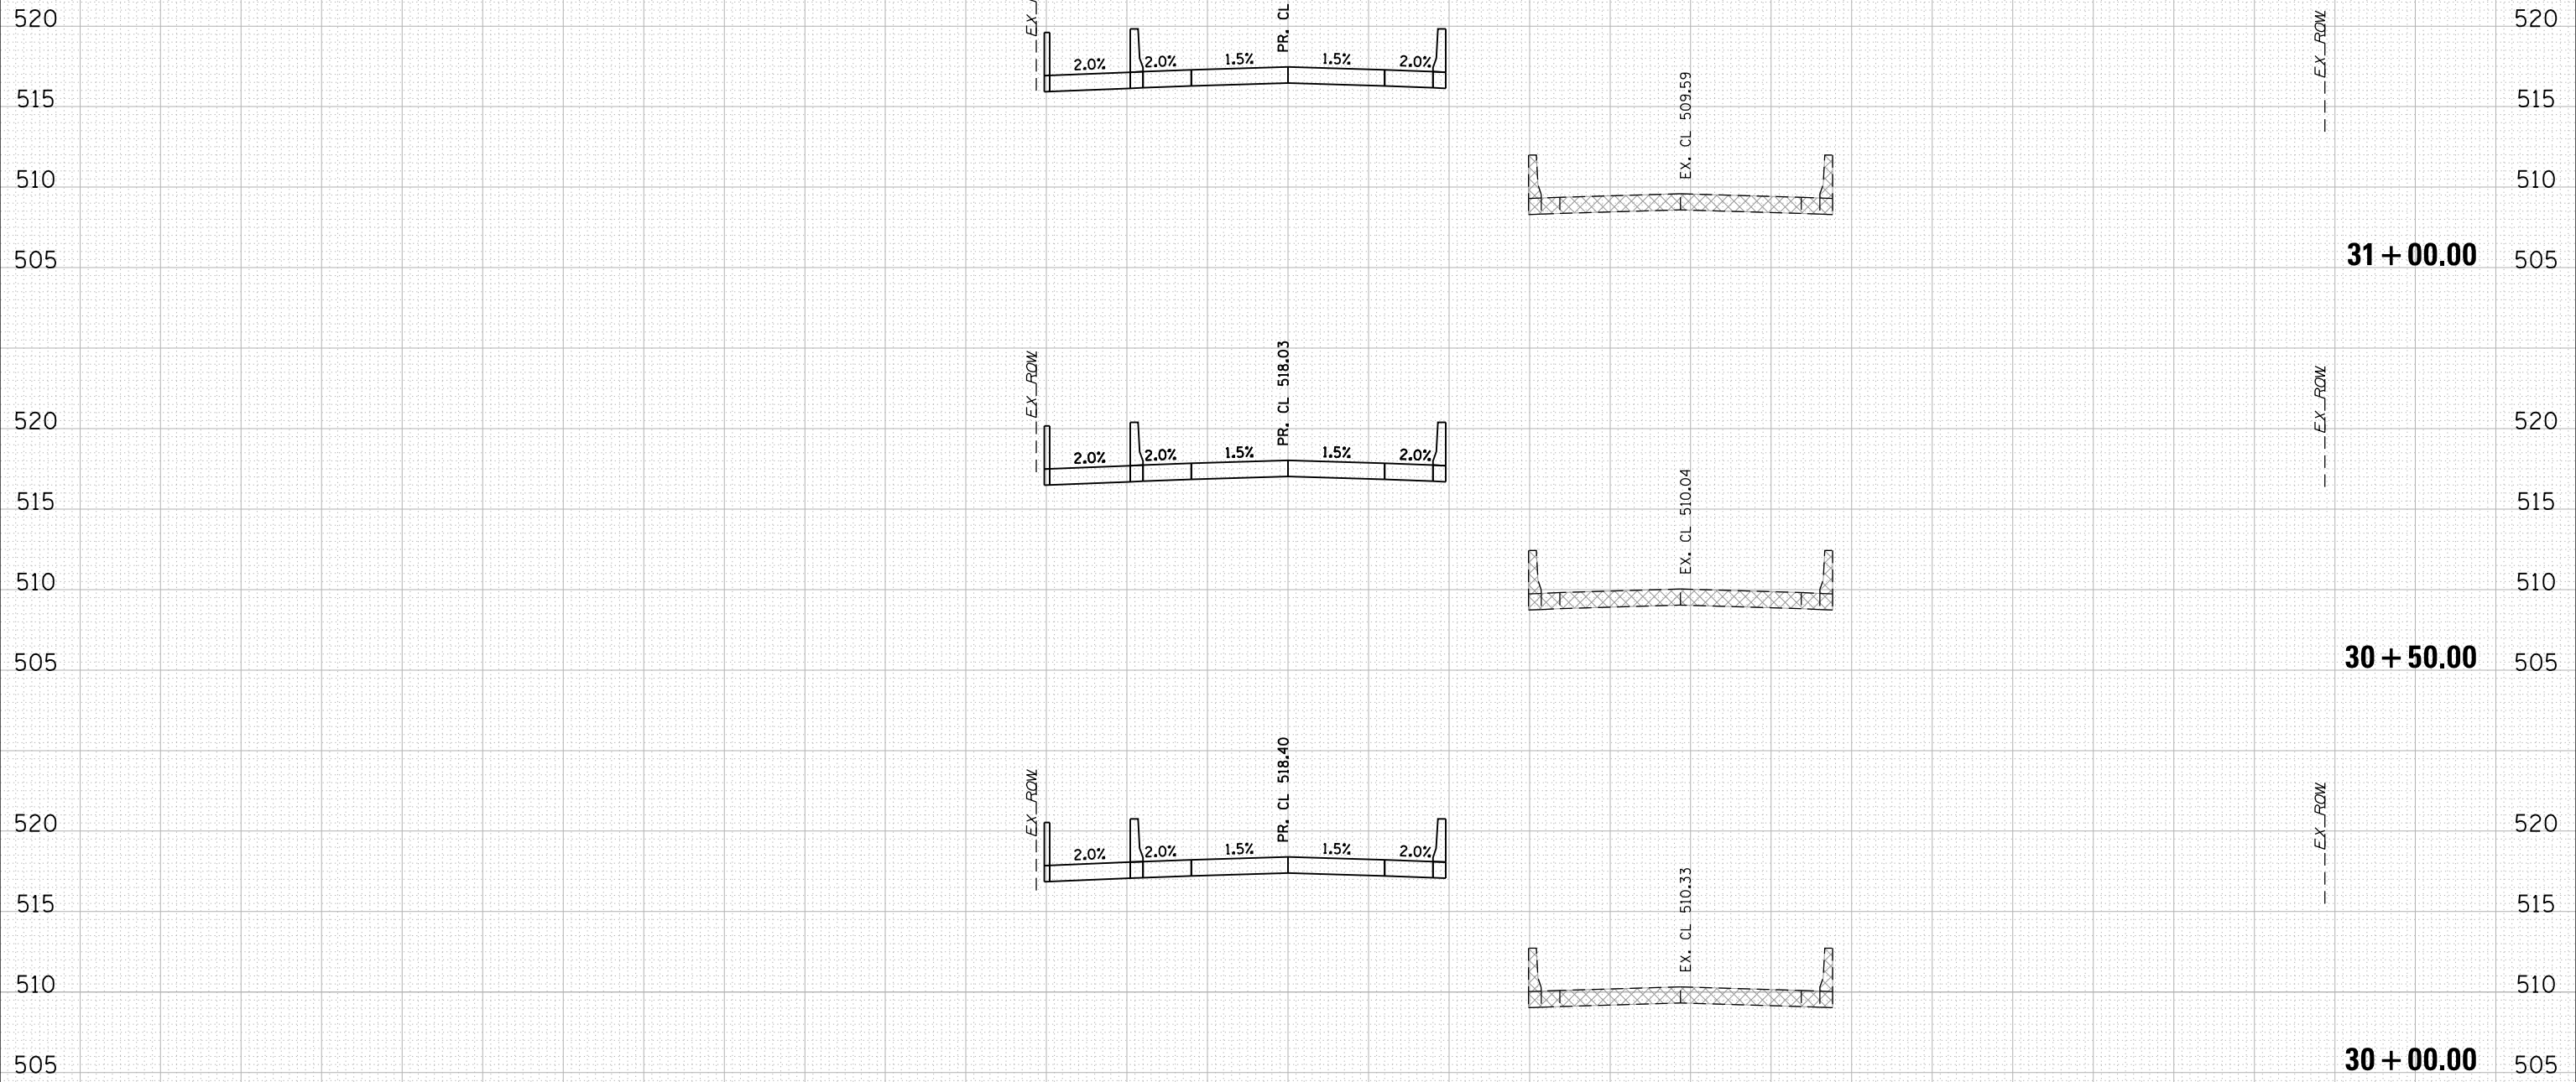 520 EX_ PR. CL EX_ROW 520
2.0% 2.0% 1.5% 1.5% 2.0%
515 EX. CL 509.59 515
510 510
505 31+00.00 505
EX_ROW PR. CL 518.03 EX_ROW
520 520
2.0% 2.0% 1.5% 1.5% 2.0%
515 EX. CL 510.04 515
510 510
505 30+50.00 505
EX_ROW PR. CL 518.40 EX_ROW
520 520
2.0% 2.0% 1.5% 1.5% 2.0%
515 EX. CL 510.33 515
510 510
505 30+00.00 505